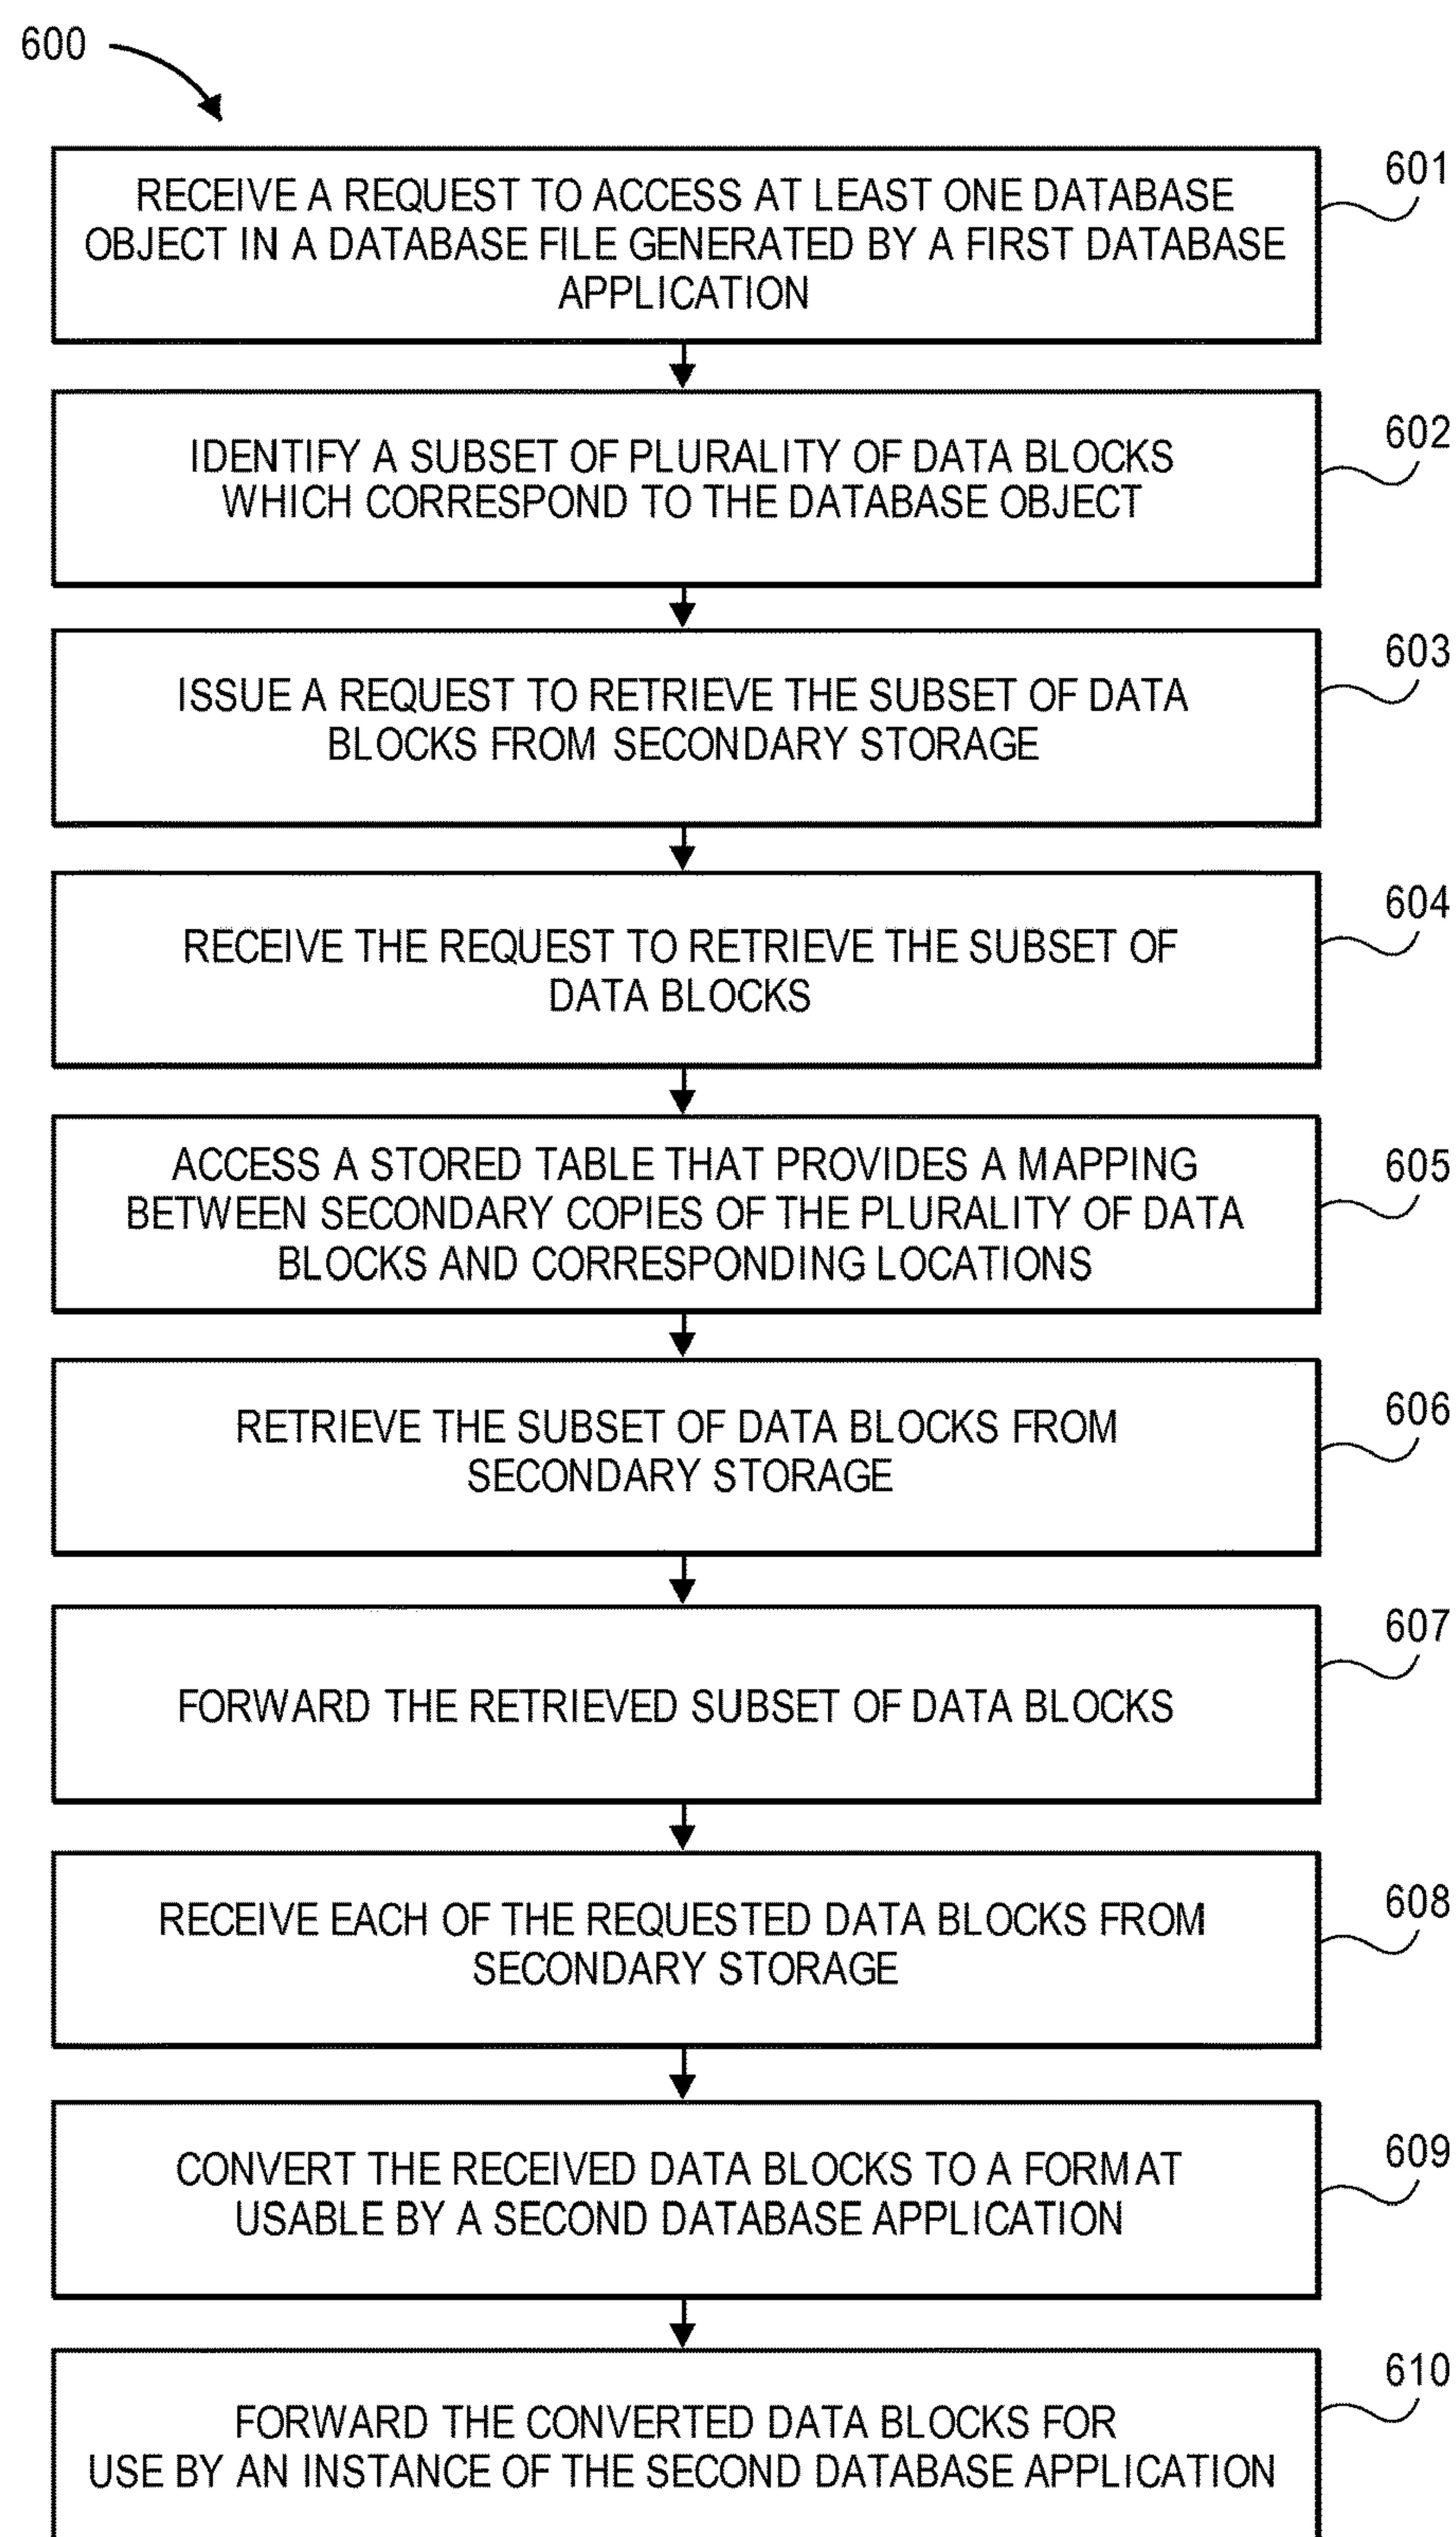 600
RECEIVE A REQUEST TO ACCESS AT LEAST ONE DATABASE
OBJECT IN A DATABASE FILE GENERATED BY A FIRST DATABASE
APPLICATION
601
IDENTIFY A SUBSET OF PLURALITY OF DATA BLOCKS
WHICH CORRESPOND TO THE DATABASE OBJECT
602
ISSUE A REQUEST TO RETRIEVE THE SUBSET OF DATA
BLOCKS FROM SECONDARY STORAGE
603
RECEIVE THE REQUEST TO RETRIEVE THE SUBSET OF
DATA BLOCKS
604
ACCESS A STORED TABLE THAT PROVIDES A MAPPING
BETWEEN SECONDARY COPIES OF THE PLURALITY OF DATA
BLOCKS AND CORRESPONDING LOCATIONS
605
RETRIEVE THE SUBSET OF DATA BLOCKS FROM
SECONDARY STORAGE
606
FORWARD THE RETRIEVED SUBSET OF DATA BLOCKS
607
RECEIVE EACH OF THE REQUESTED DATA BLOCKS FROM
SECONDARY STORAGE
608
CONVERT THE RECEIVED DATA BLOCKS TO A FORMAT
USABLE BY A SECOND DATABASE APPLICATION
609
FORWARD THE CONVERTED DATA BLOCKS FOR
USE BY AN INSTANCE OF THE SECOND DATABASE APPLICATION
610